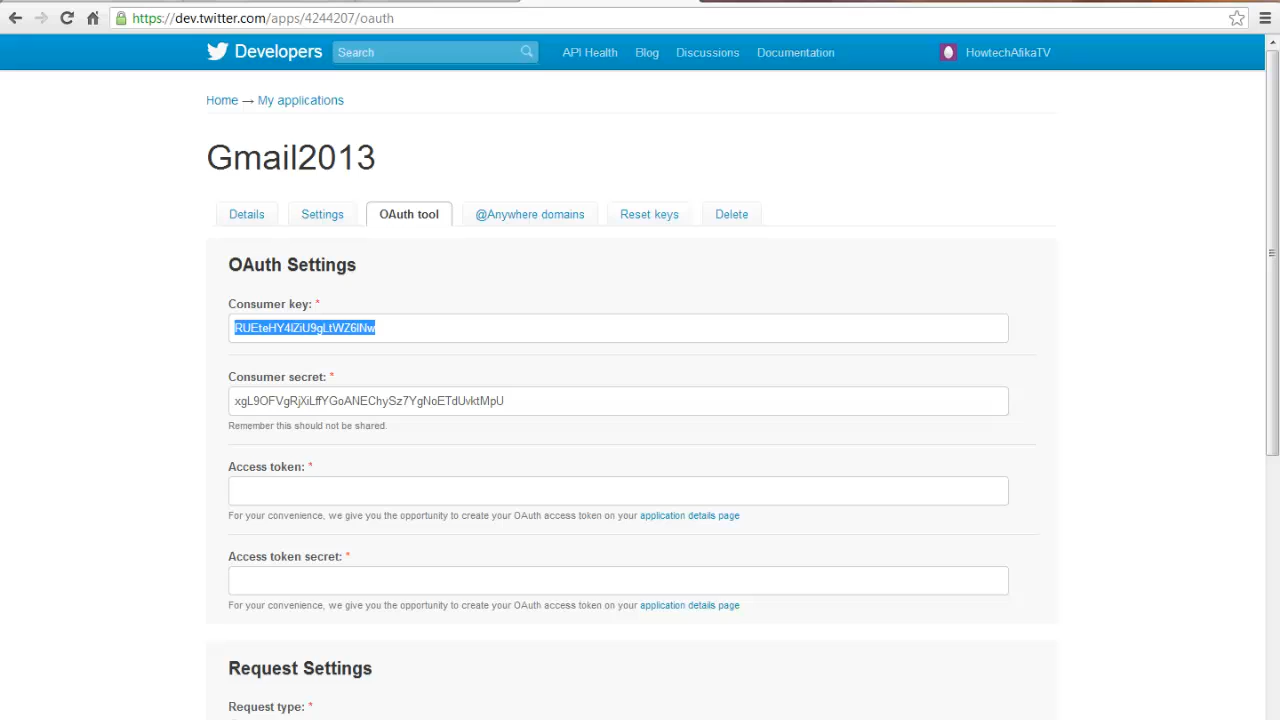 https://dev.twitter.com/apps/4244207/oauth
Developers Search API Health Blog Discussions Documentation HowtechAfikaTV
Home → My applications
Gmail2013
Details Settings OAuth tool @Anywhere domains Reset keys Delete
OAuth Settings
Consumer key: *
RUEteHY4lZiU9gLtWZ6lNw
Consumer secret: *
xgL9OFVgRjXiLffYGoANEChySz7YgNoETdUvktMpU
Remember this should not be shared.
Access token: *
For your convenience, we give you the opportunity to create your OAuth access token on your application details page
Access token secret: *
For your convenience, we give you the opportunity to create your OAuth access token on your application details page
Request Settings
Request type: *